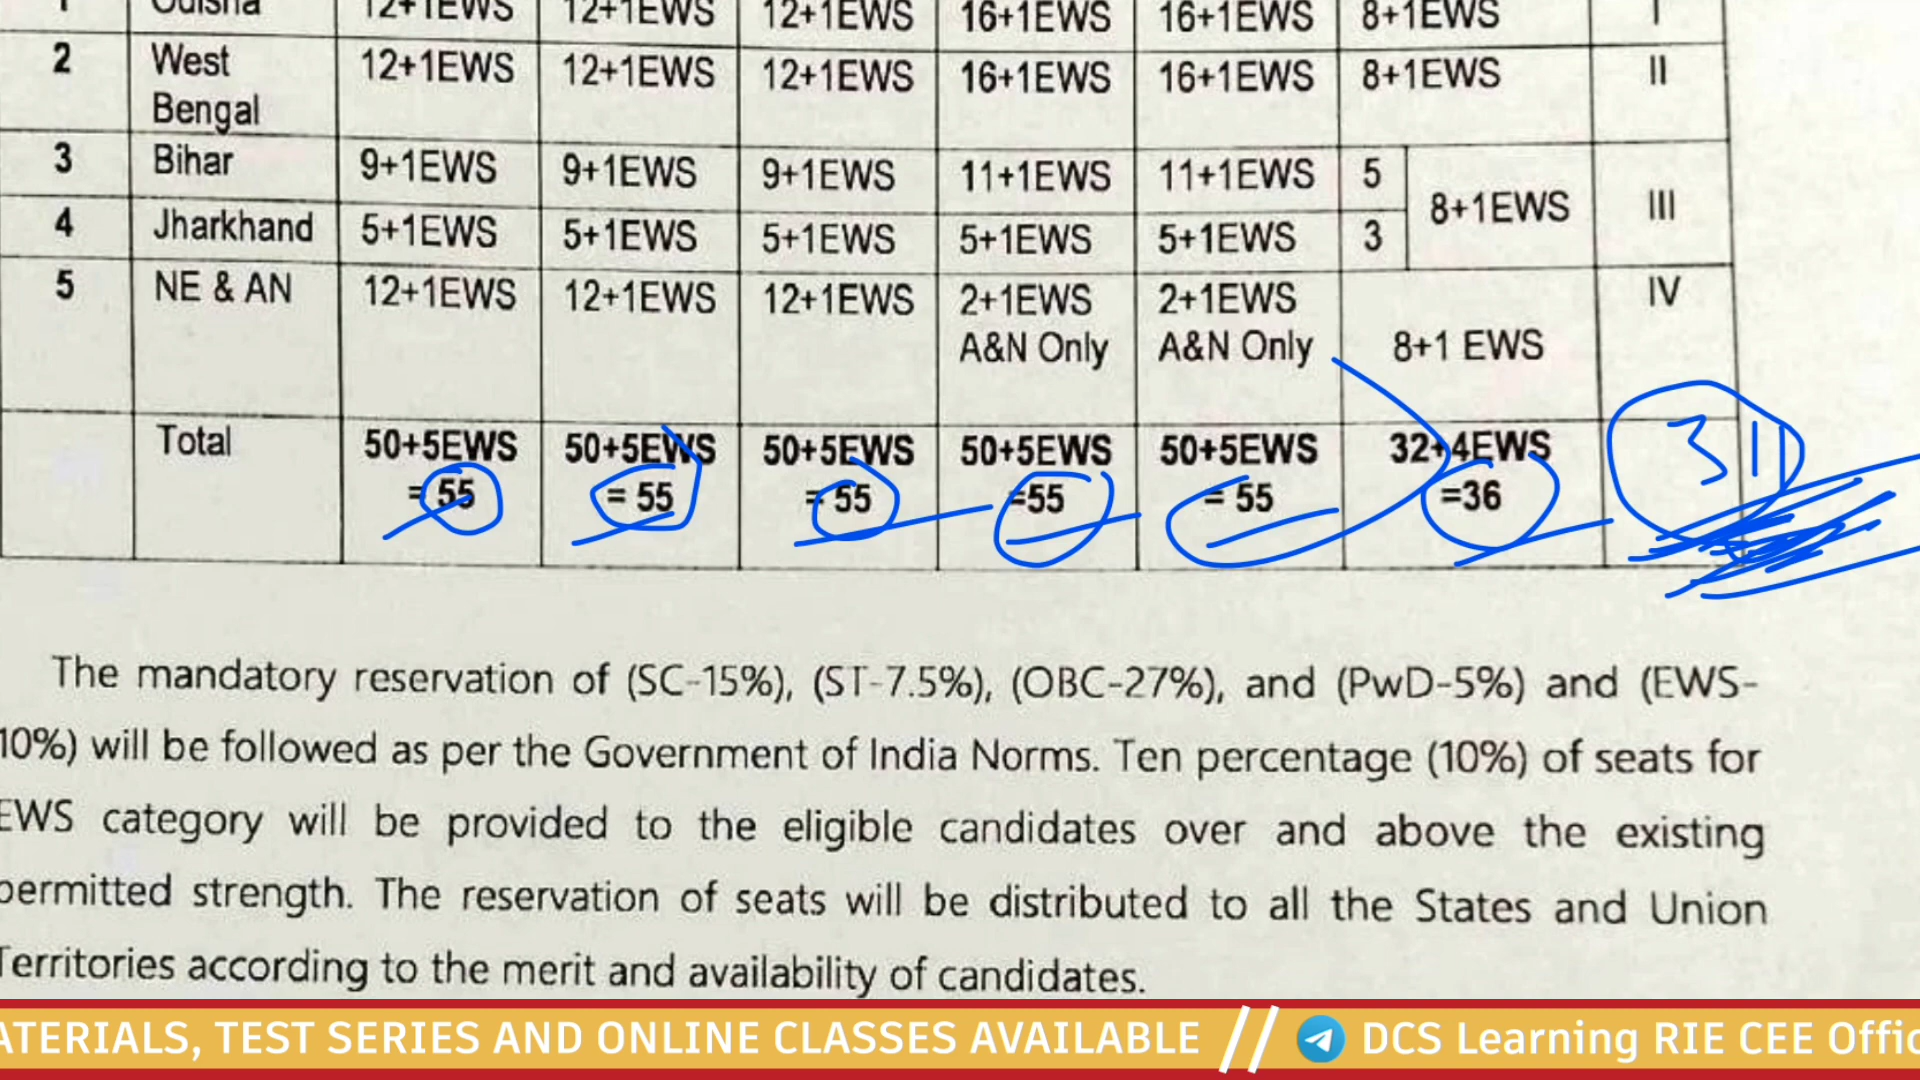 1 Odisha 12+1EWS 12+1EWS 12+1EWS 16+1EWS 16+1EWS 8+1EWS I
2 West Bengal 12+1EWS 12+1EWS 12+1EWS 16+1EWS 16+1EWS 8+1EWS II
3 Bihar 9+1EWS 9+1EWS 9+1EWS 11+1EWS 11+1EWS 5 8+1EWS III
4 Jharkhand 5+1EWS 5+1EWS 5+1EWS 5+1EWS 5+1EWS 3
5 NE & AN 12+1EWS 12+1EWS 12+1EWS 2+1EWS 2+1EWS IV
A&N Only A&N Only 8+1 EWS
Total 50+5EWS 50+5EWS 50+5EWS 50+5EWS 50+5EWS 32+4EWS
= 55 = 55 = 55 =55 = 55 =36
311
The mandatory reservation of (SC-15%), (ST-7.5%), (OBC-27%), and (PwD-5%) and (EWS-
10%) will be followed as per the Government of India Norms. Ten percentage (10%) of seats for
EWS category will be provided to the eligible candidates over and above the existing
permitted strength. The reservation of seats will be distributed to all the States and Union
Territories according to the merit and availability of candidates.
ATERIALS, TEST SERIES AND ONLINE CLASSES AVAILABLE // DCS Learning RIE CEE Offic